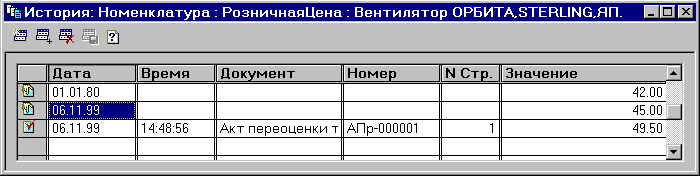 История: Номенклатура : РозничнаяЦена : Вентилятор ОРБИТА,STERLING,ЯП.
Дата Время Документ Номер N Стр. Значение
01.01.80 42.00
06.11.99 45.00
06.11.99 14:48:56 Акт переоценки т АПр-000001 1 49.50